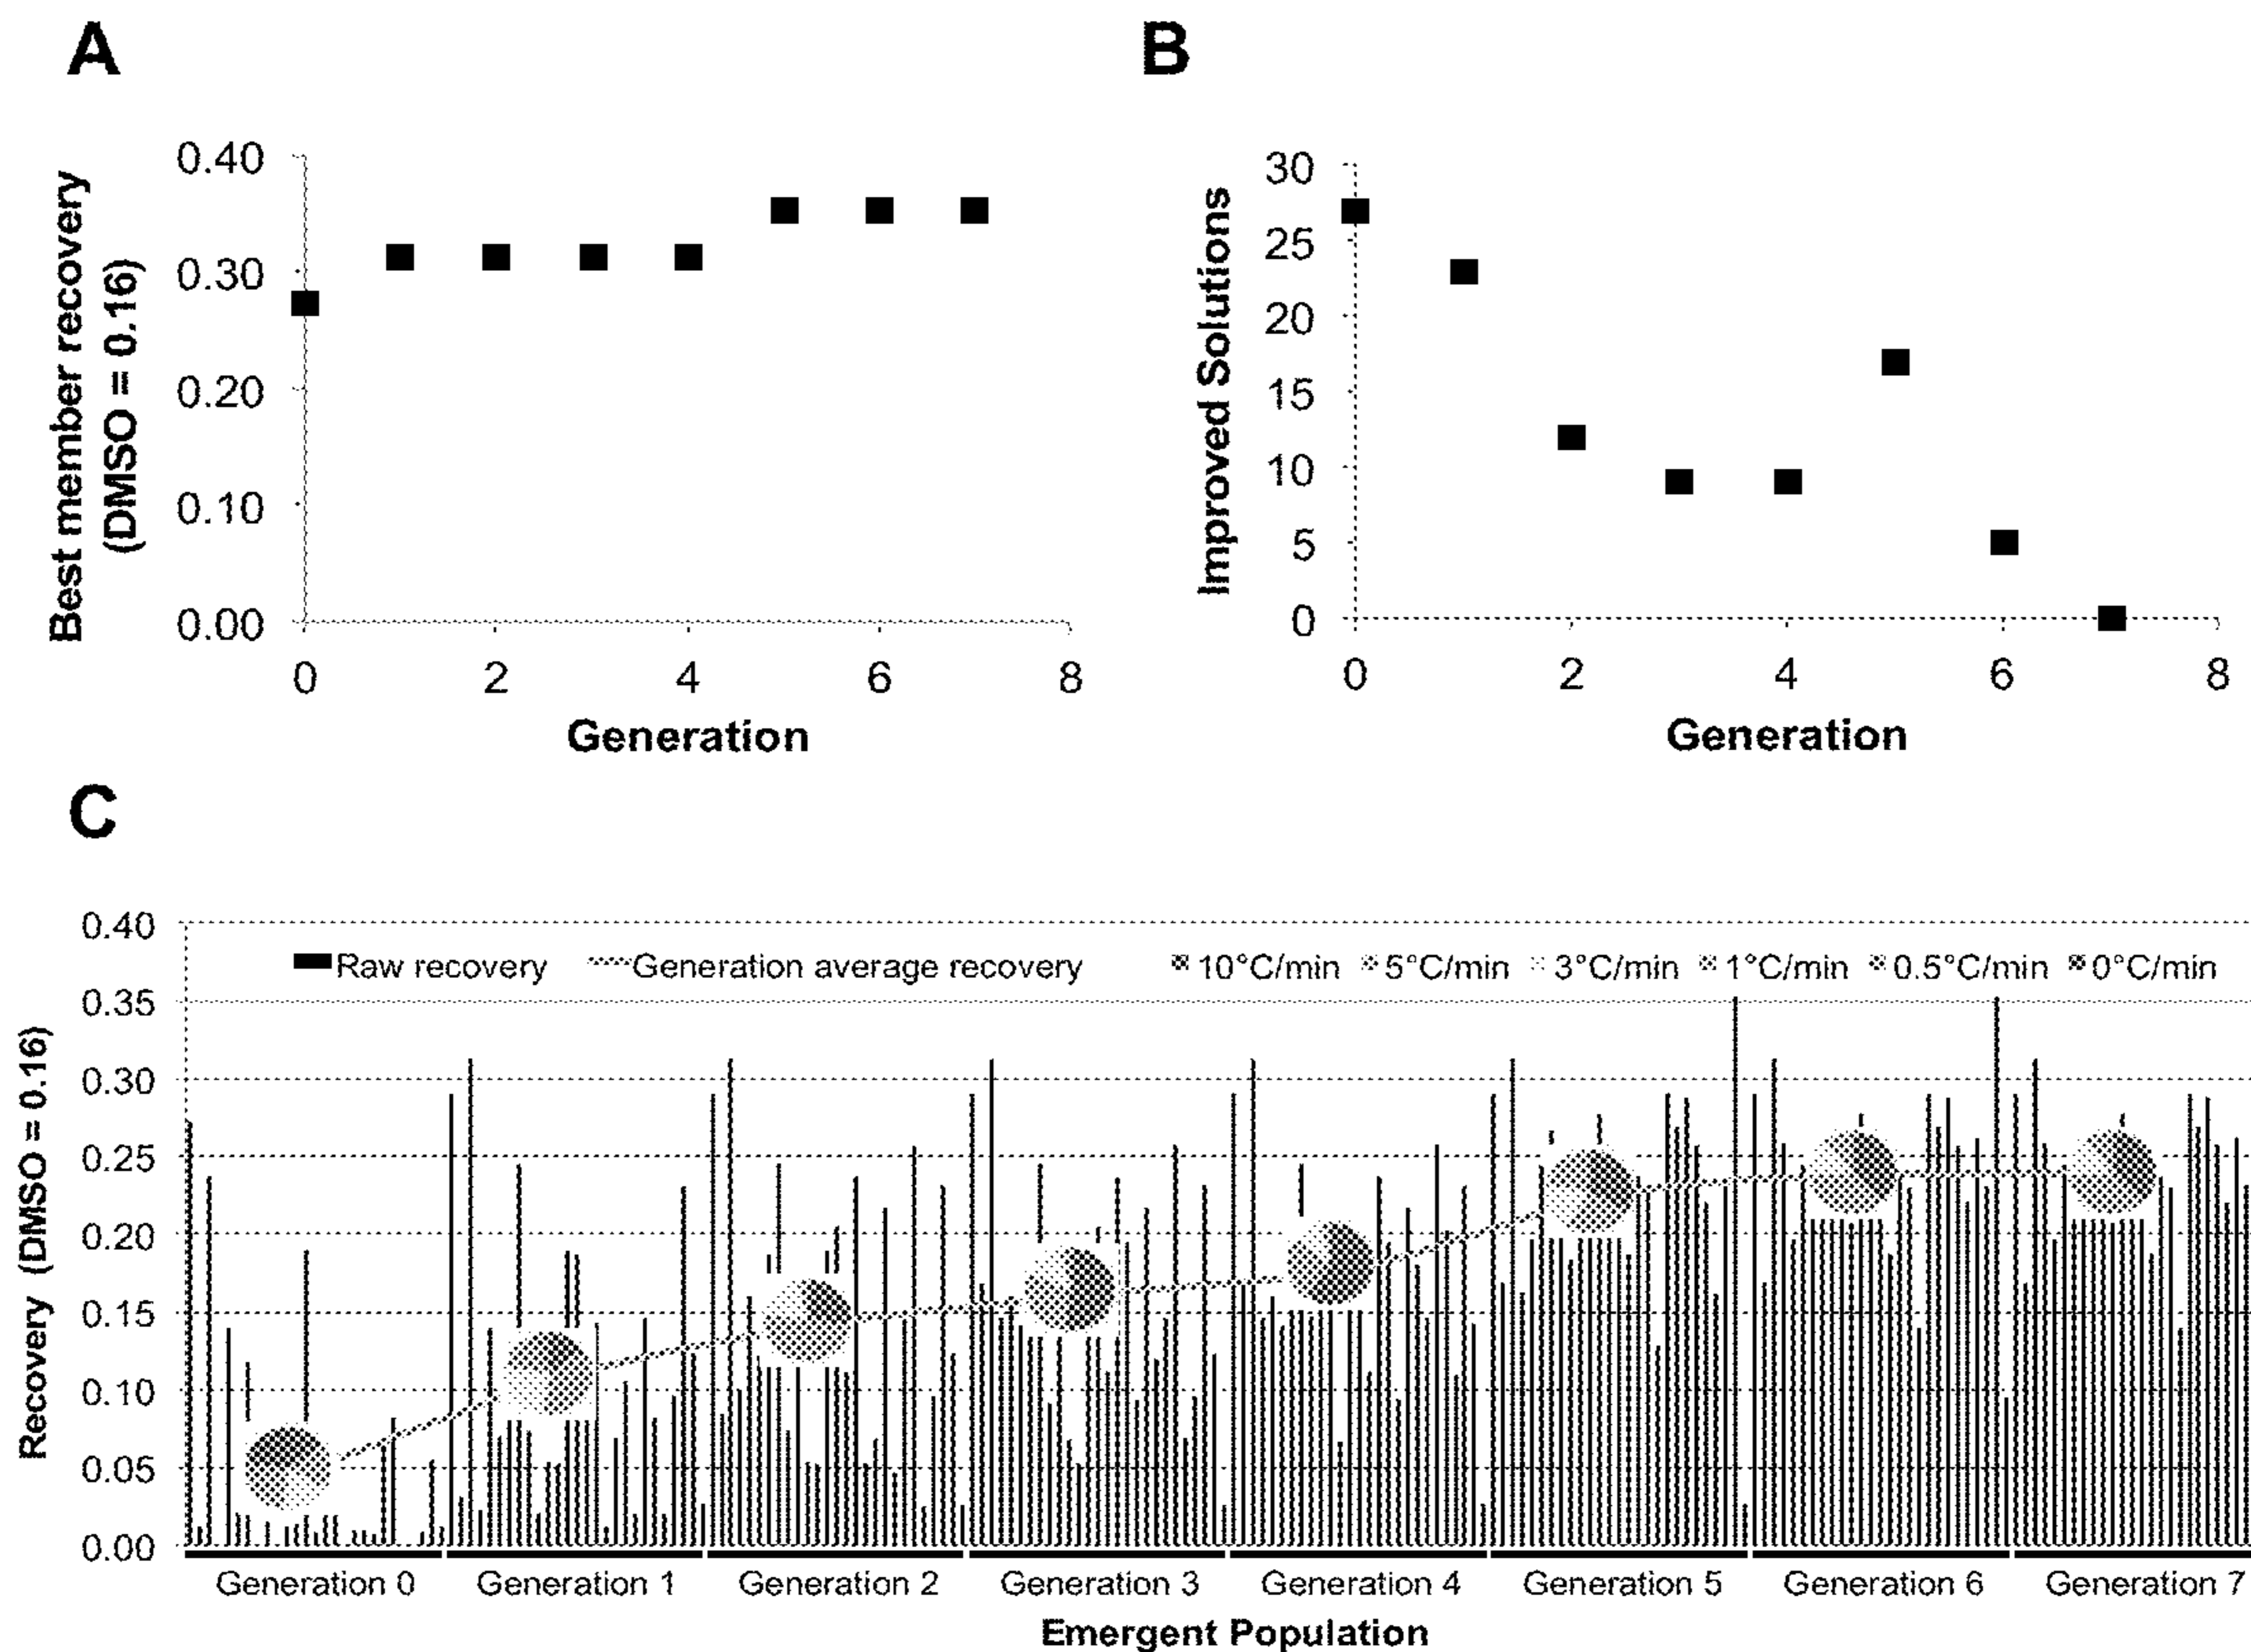 A
B
0.40
0.30
0.20
0.10
0.00
Best member recovery
(DMSO = 0.16)
0 2 4 6 8
Generation
30
25
20
15
10
5
0
Improved Solutions
0 2 4 6 8
Generation
C
0.40
0.35
0.30
0.25
0.20
0.15
0.10
0.05
0.00
Recovery (DMSO = 0.16)
Raw recovery Generation average recovery 10°C/min 5°C/min 3°C/min 1°C/min 0.5°C/min 0°C/min
Generation 0 Generation 1 Generation 2 Generation 3 Generation 4 Generation 5 Generation 6 Generation 7
Emergent Population